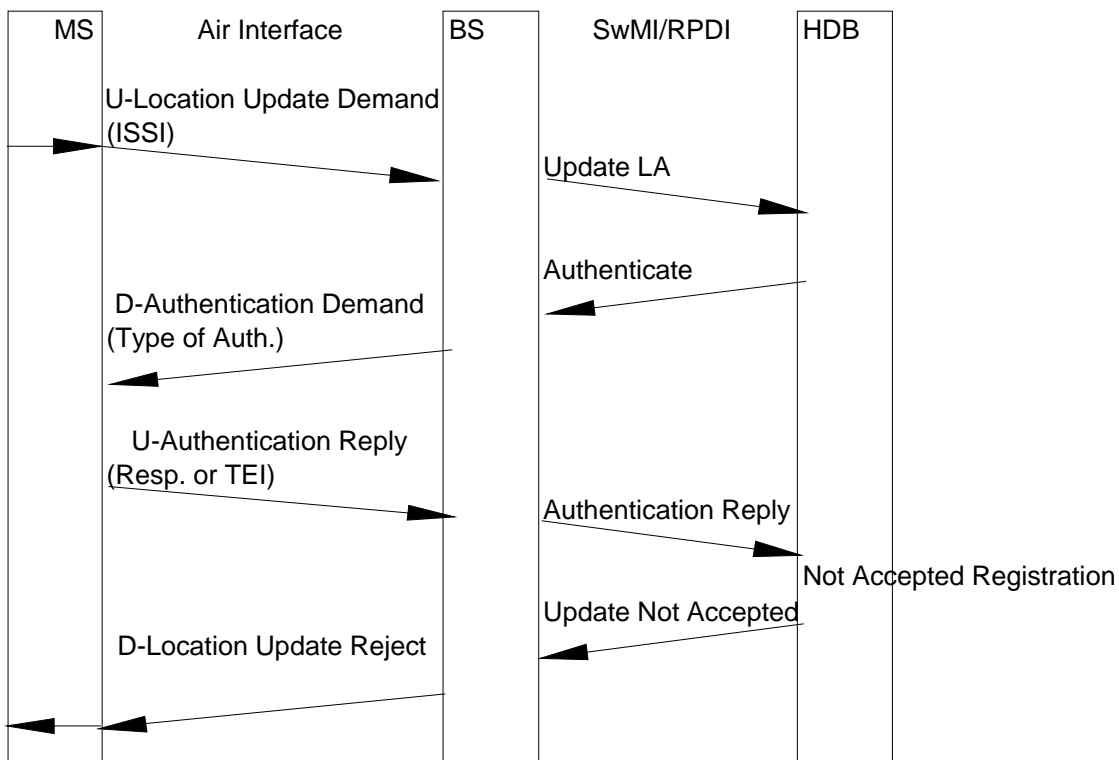 MS Air Interface BS SwMI/RPDI HDB
U-Location Update Demand
(ISSI)
Update LA
Authenticate
D-Authentication Demand
(Type of Auth.)
U-Authentication Reply
(Resp. or TEI)
Authentication Reply
Not Accepted Registration
Update Not Accepted
D-Location Update Reject